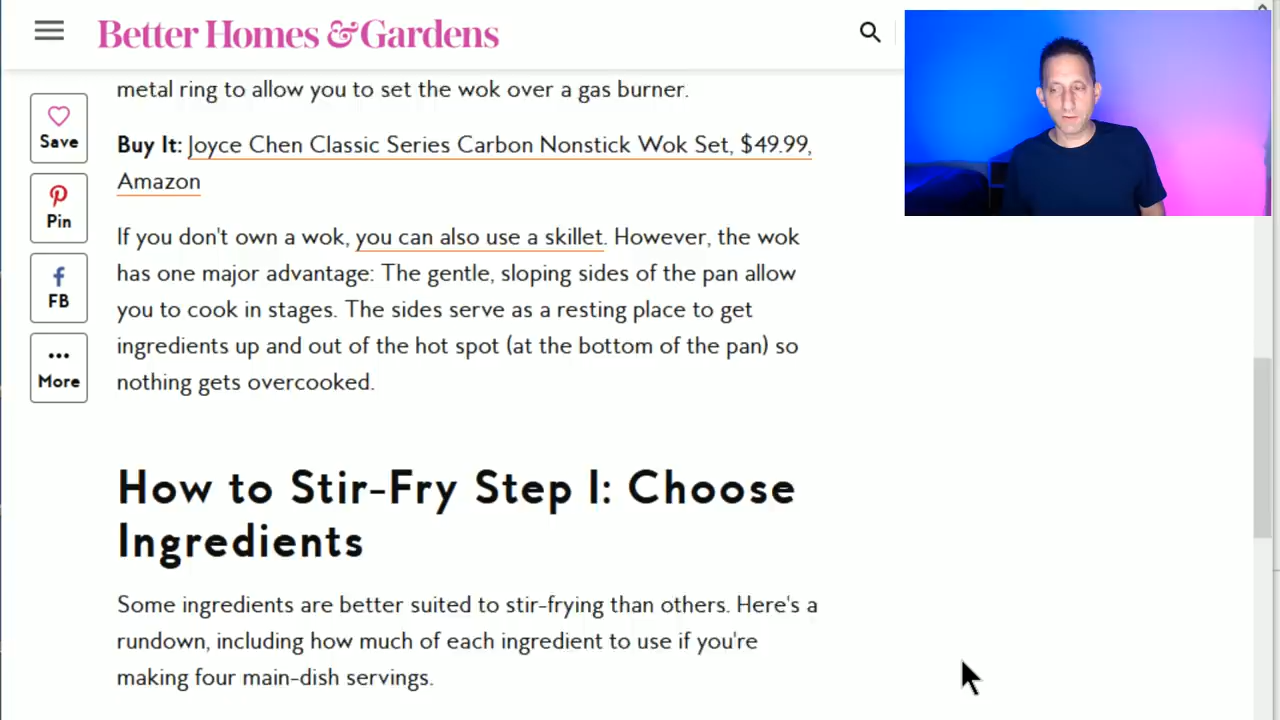 Better Homes & Gardens
metal ring to allow you to set the wok over a gas burner.
Save
Buy It: Joyce Chen Classic Series Carbon Nonstick Wok Set, $49.99,
Amazon
Pin
If you don't own a wok, you can also use a skillet. However, the wok
has one major advantage: The gentle, sloping sides of the pan allow
FB
you to cook in stages. The sides serve as a resting place to get
ingredients up and out of the hot spot (at the bottom of the pan) so
More
nothing gets overcooked.
How to Stir-Fry Step 1: Choose
Ingredients
Some ingredients are better suited to stir-frying than others. Here's a
rundown, including how much of each ingredient to use if you're
making four main-dish servings.